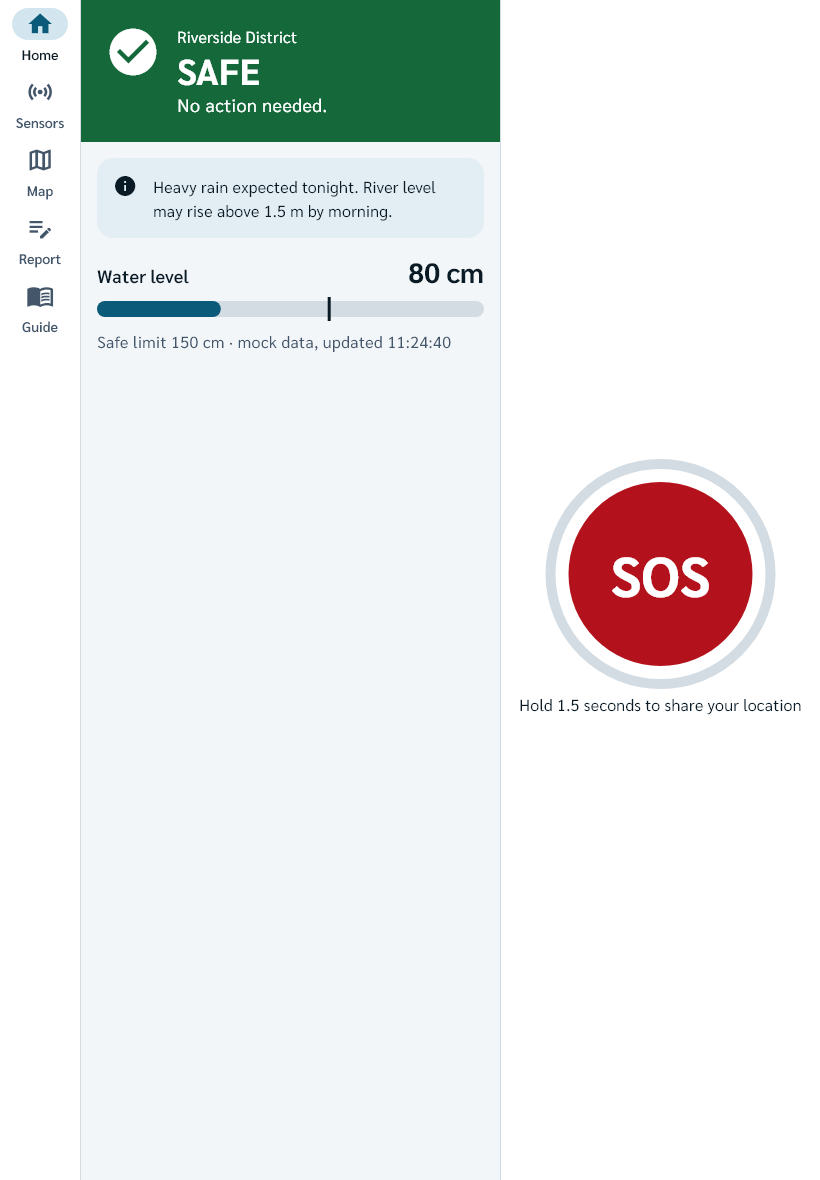 Home
Sensors
Map
Report
Guide
Riverside District
SAFE
No action needed.
Heavy rain expected tonight. River level
may rise above 1.5 m by morning.
Water level
80 cm
Safe limit 150 cm · mock data, updated 11:24:40
SOS
Hold 1.5 seconds to share your location